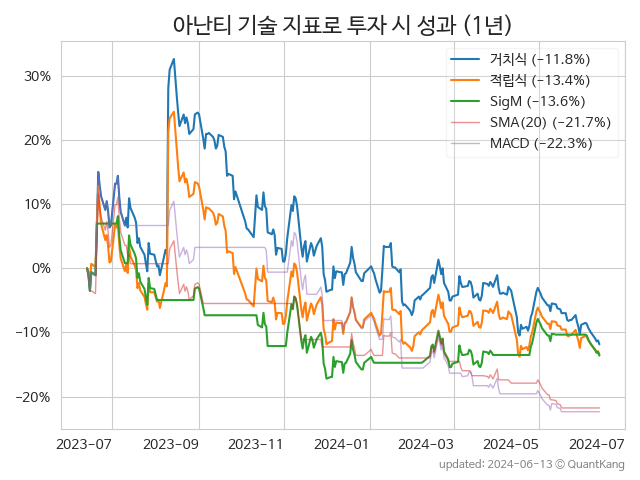 아난티 기술 지표로 투자 시 성과 (1년)
거치식 (−11.8%)
적립식 (−13.4%)
SigM (−13.6%)
SMA(20) (−21.7%)
MACD (−22.3%)
30%
20%
10%
0%
−10%
−20%
2023-07 2023-09 2023-11 2024-01 2024-03 2024-05 2024-07
updated: 2024-06-13 ⓒ QuantKang